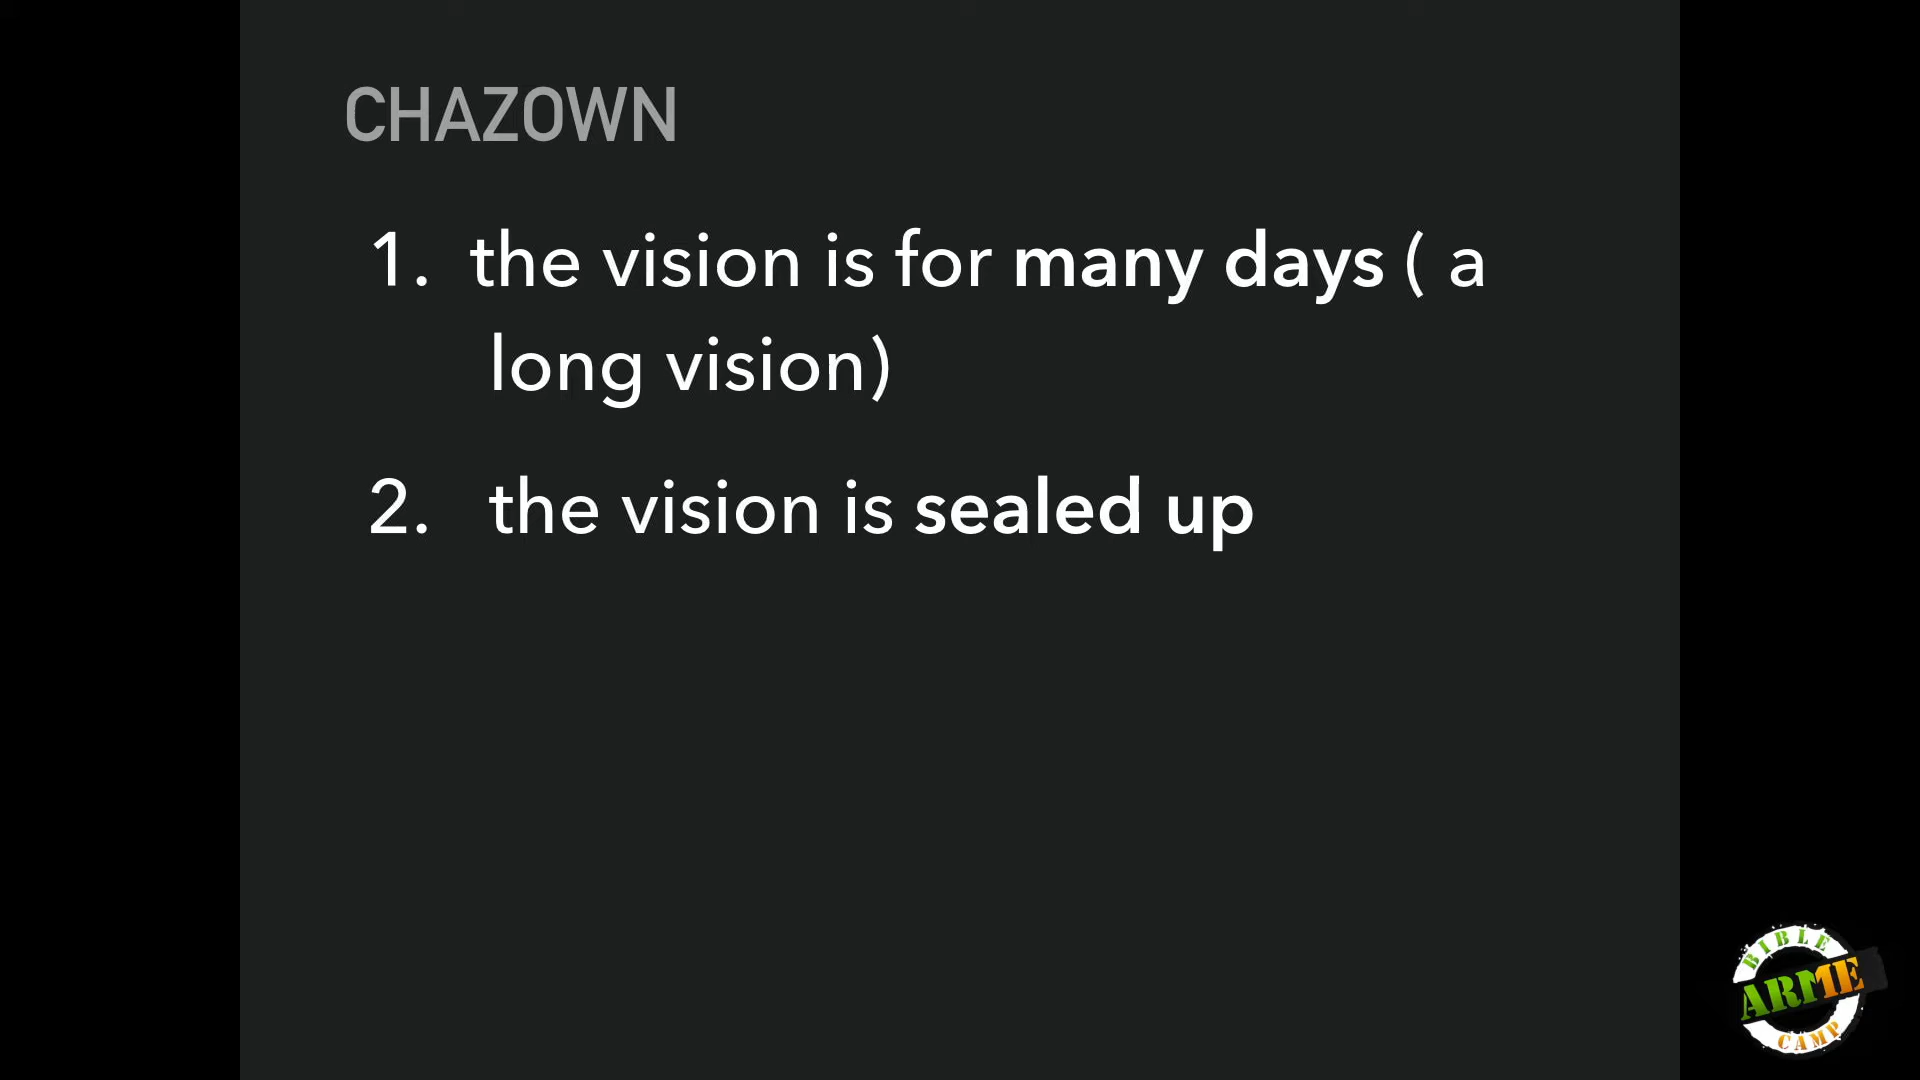 CHAZOWN
1. the vision is for many days ( a
long vision)
2. the vision is sealed up
BIBLE
ARME
CAMP